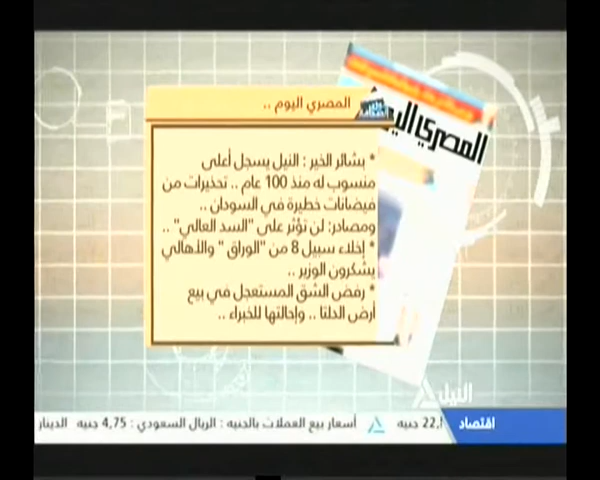 المصري اليوم ..
المصري اليوم
* بشائر الخير : النيل يسجل أعلى
منسوب له منذ 100 عام .. تحذيرات من
فيضانات خطيرة في السودان ..
ومصادر: لن تؤثر على "السد العالي" ..
* إخلاء سبيل 8 من "الوراق " والأهالي
يشكرون الوزير ..
* رفض الشق المستعجل في بيع
أرض الدلتا .. وإحالتها للخبراء ..
النيل
اقتصاد
22,1 جنيه
أسعار بيع العملات بالجنيه : الريال السعودي : 4,75 جنيه
الدينار